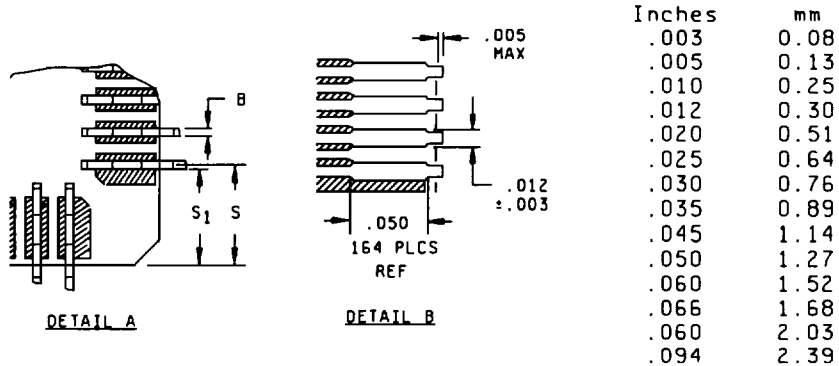 B
S1
S
DETAIL A
.005
MAX
.012
±.003
.050
164 PLCS
REF
DETAIL B
Inches mm
.003 0.08
.005 0.13
.010 0.25
.012 0.30
.020 0.51
.025 0.64
.030 0.76
.035 0.89
.045 1.14
.050 1.27
.060 1.52
.066 1.68
.060 2.03
.094 2.39